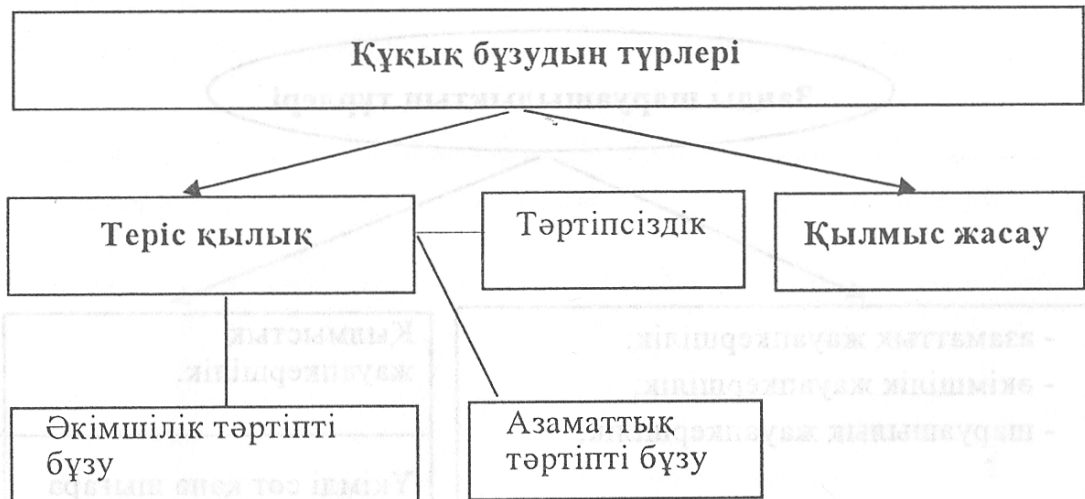 Құқық бұзудың түрлері
Теріс қылық
Тәртіпсіздік
Қылмыс жасау
Әкімшілік тәртіпті
бұзу
Азаматтық
тәртіпті бұзу